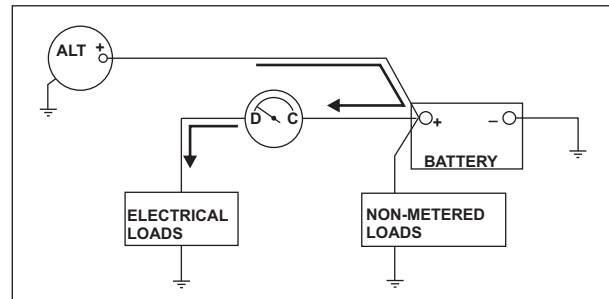 ALT +
D C
+ –
BATTERY
ELECTRICAL
LOADS
NON-METERED
LOADS